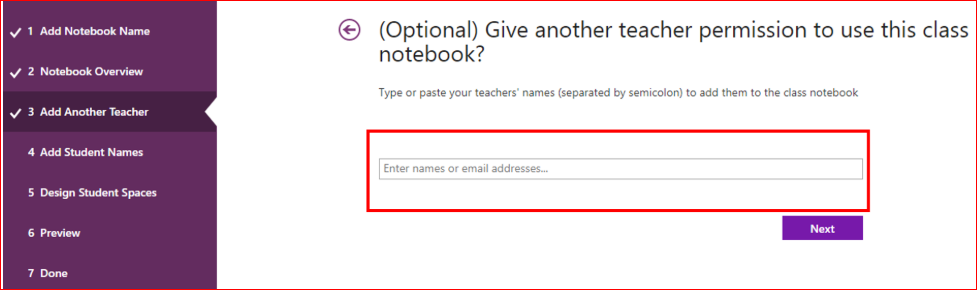 1 Add Notebook Name
2 Notebook Overview
3 Add Another Teacher
4 Add Student Names
5 Design Student Spaces
6 Preview
7 Done
(Optional) Give another teacher permission to use this class
notebook?
Type or paste your teachers' names (separated by semicolon) to add them to the class notebook
Enter names or email addresses...
Next